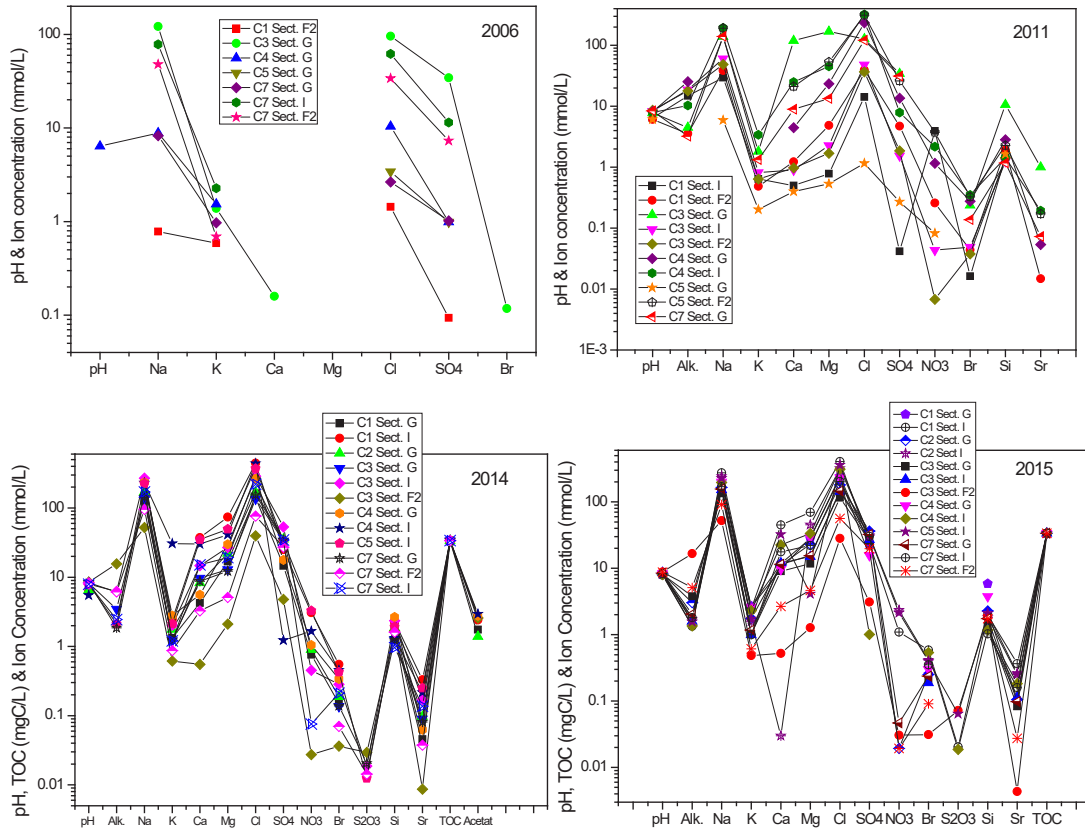 2006
pH & Ion concentration (mmol/L)
100
10
1
0.1
C1 Sect. F2
C3 Sect. G
C4 Sect. G
C5 Sect. G
C7 Sect. G
C7 Sect. I
C7 Sect. F2
pH Na K Ca Mg Cl SO4 Br
2011
pH & Ion concentration (mmol/L)
100
10
1
0.1
0.01
1E-3
C1 Sect. I
C1 Sect. F2
C3 Sect. G
C3 Sect. I
C3 Sect. F2
C4 Sect. G
C4 Sect. I
C5 Sect. G
C5 Sect. F2
C7 Sect. G
pH Alk. Na K Ca Mg Cl SO4 NO3 Br Si Sr
2014
pH, TOC (mgC/L) & Ion Concentration (mmol/L)
100
10
1
0.1
0.01
C1 Sect. G
C1 Sect. I
C2 Sect. G
C3 Sect. G
C3 Sect. I
C3 Sect. F2
C4 Sect. G
C4 Sect. I
C5 Sect. I
C7 Sect. G
C7 Sect. F2
C7 Sect. I
pH Alk. Na K Ca Mg Cl SO4 NO3 Br S2O3 Si Sr TOC Acetat
2015
pH, TOC (mgC/L) & Ion Concentration (mmol/L)
100
10
1
0.1
0.01
C1 Sect. G
C1 Sect. I
C2 Sect. G
C2 Sect. I
C3 Sect. G
C3 Sect. I
C3 Sect. F2
C4 Sect. G
C4 Sect. I
C5 Sect. I
C7 Sect. G
C7 Sect. I
C7 Sect. F2
pH Alk. Na K Ca Mg Cl SO4 NO3 Br S2O3 Si Sr TOC